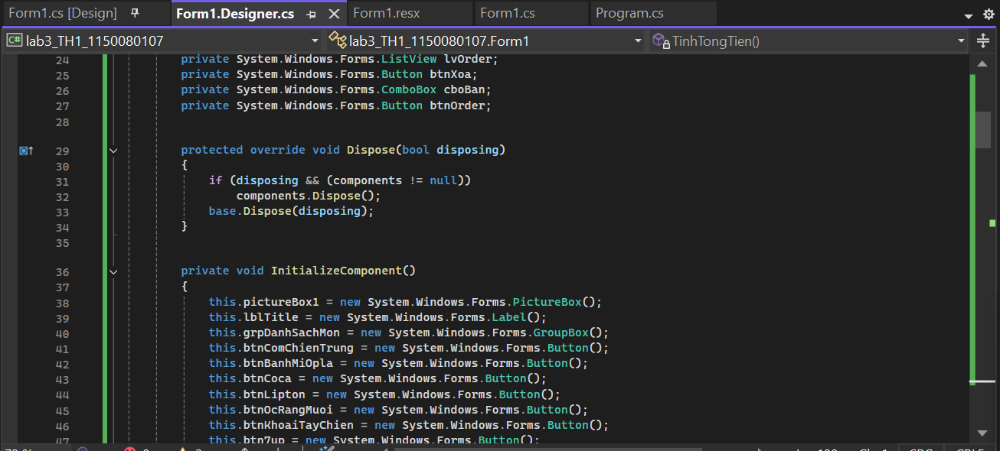 Form1.cs [Design] Form1.Designer.cs Form1.resx Form1.cs Program.cs
C# lab3_TH1_1150080107 lab3_TH1_1150080107.Form1 TinhTongTien()
24 private System.Windows.Forms.ListView lvOrder;
25 private System.Windows.Forms.Button btnXoa;
26 private System.Windows.Forms.ComboBox cboBan;
27 private System.Windows.Forms.Button btnOrder;
28
29 protected override void Dispose(bool disposing)
30 {
31 if (disposing && (components != null))
32 components.Dispose();
33 base.Dispose(disposing);
34 }
35
36 private void InitializeComponent()
37 {
38 this.pictureBox1 = new System.Windows.Forms.PictureBox();
39 this.lblTitle = new System.Windows.Forms.Label();
40 this.grpDanhSachMon = new System.Windows.Forms.GroupBox();
41 this.btnComChienTrung = new System.Windows.Forms.Button();
42 this.btnBanhMiOpla = new System.Windows.Forms.Button();
43 this.btnCoca = new System.Windows.Forms.Button();
44 this.btnLipton = new System.Windows.Forms.Button();
45 this.btnOcRangMuoi = new System.Windows.Forms.Button();
46 this.btnKhoaiTayChien = new System.Windows.Forms.Button();
47 this.btn7up = new System.Windows.Forms.Button();